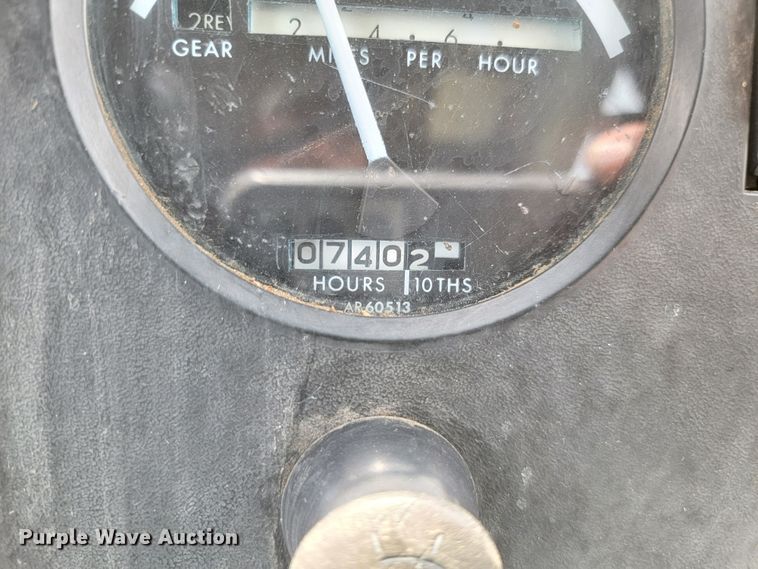 2REV 2 . 4 . 6 .
GEAR MILES PER HOUR
07402
HOURS 10THS
AR60513
Purple Wave Auction